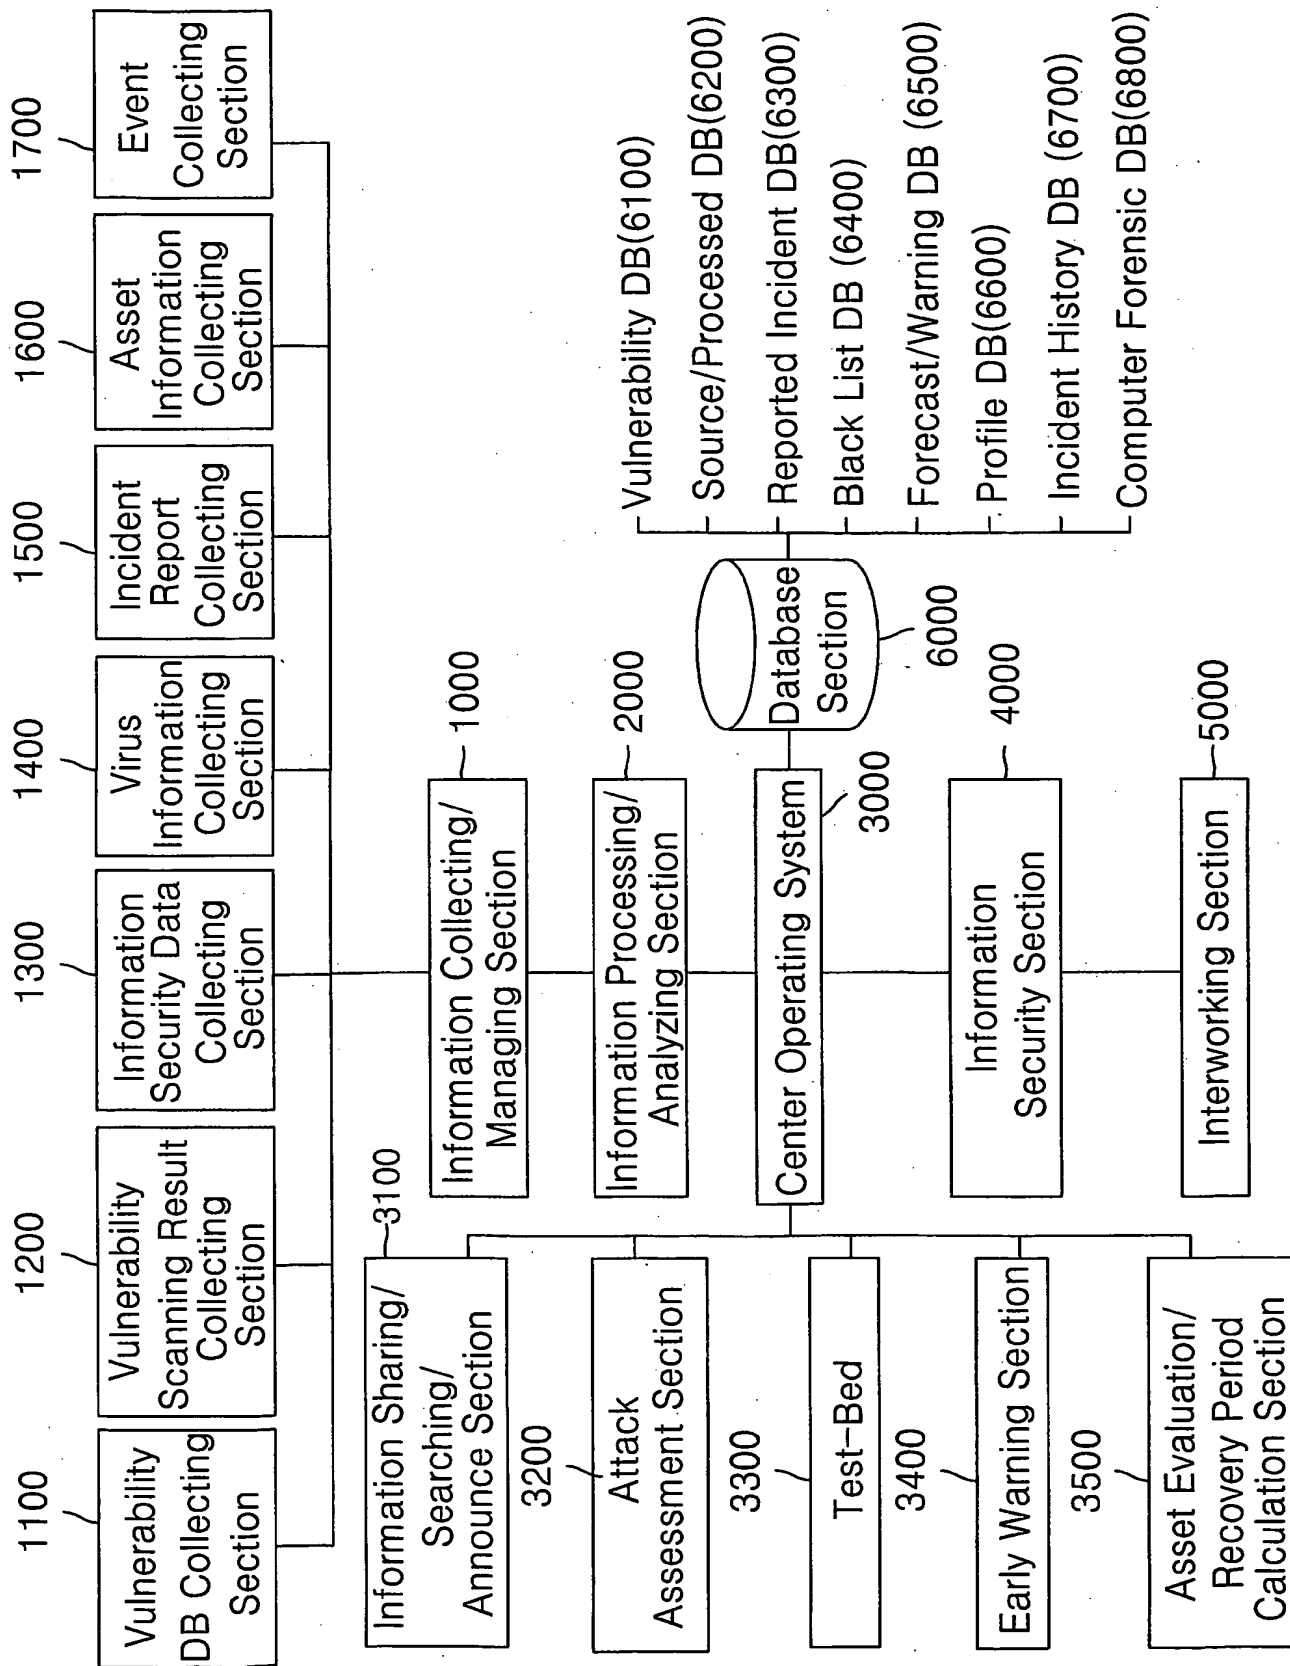 1100
Vulnerability
DB Collecting
Section
1200
Vulnerability
Scanning Result
Collecting
Section
1300
Information
Security Data
Collecting
Section
1400
Virus
Information
Collecting
Section
1500
Incident
Report
Collecting
Section
1600
Asset
Information
Collecting
Section
1700
Event
Collecting
Section
1000
Information Collecting/
Managing Section
2000
Information Processing/
Analyzing Section
Center Operating System
3000
Information
Security Section
4000
Interworking Section
5000
3100
Information Sharing/
Searching/
Announce Section
3200
Attack
Assessment Section
3300
Test-Bed
3400
Early Warning Section
3500
Asset Evaluation/
Recovery Period
Calculation Section
Database
Section
6000
Vulnerability DB(6100)
Source/Processed DB(6200)
Reported Incident DB(6300)
Black List DB (6400)
Forecast/Warning DB (6500)
Profile DB(6600)
Incident History DB (6700)
Computer Forensic DB(6800)